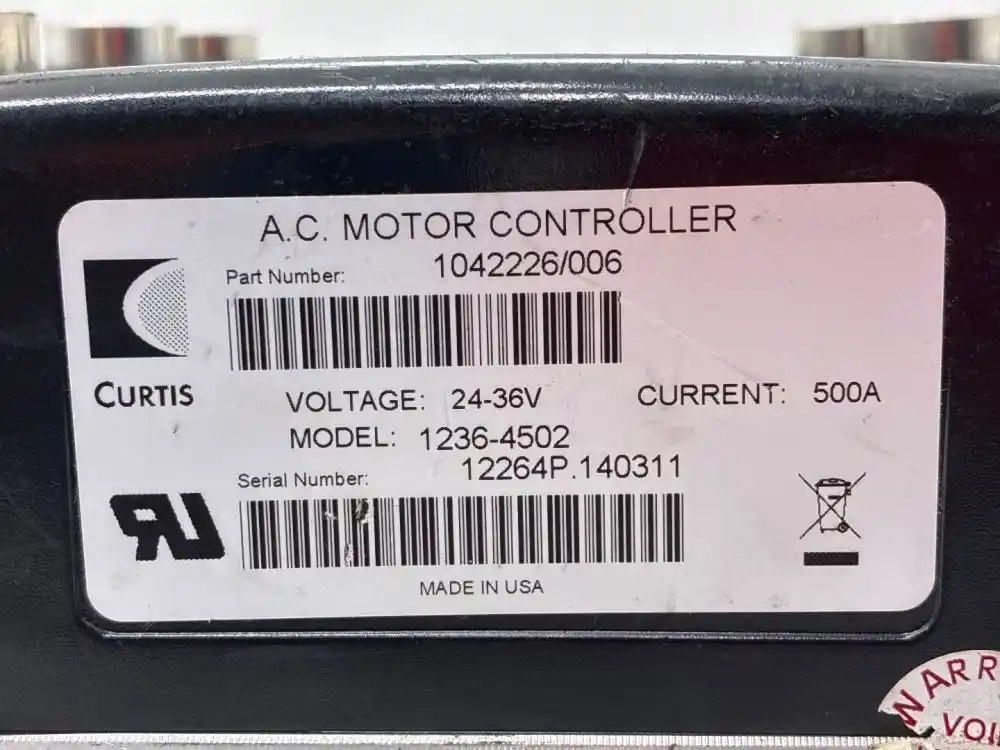 A.C. MOTOR CONTROLLER
Part Number: 1042226/006
CURTIS
VOLTAGE: 24-36V CURRENT: 500A
MODEL: 1236-4502
Serial Number: 12264P.140311
MADE IN USA